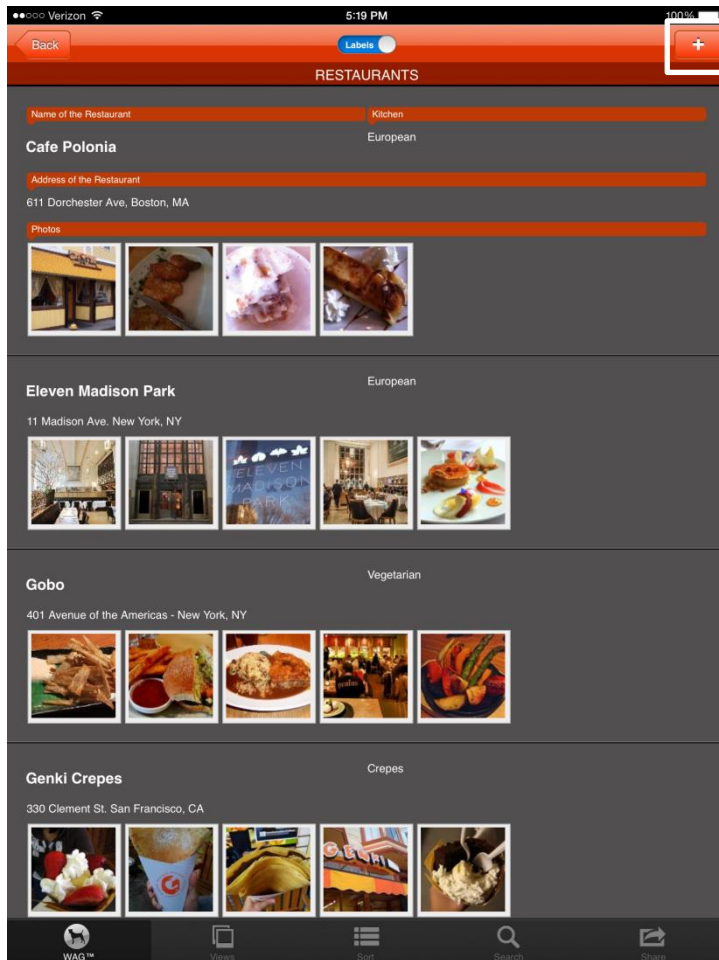 Verizon 5:19 PM 100%
Back Labels +
RESTAURANTS
Name of the Restaurant Kitchen
Cafe Polonia European
Address of the Restaurant
611 Dorchester Ave, Boston, MA
Photos
Eleven Madison Park European
11 Madison Ave. New York, NY
ELEVEN
MADISON
PARK
Gobo Vegetarian
401 Avenue of the Americas - New York, NY
Genki Crepes Crepes
330 Clement St. San Francisco, CA
G
GENKI
WAG™ Views Sort Search Share